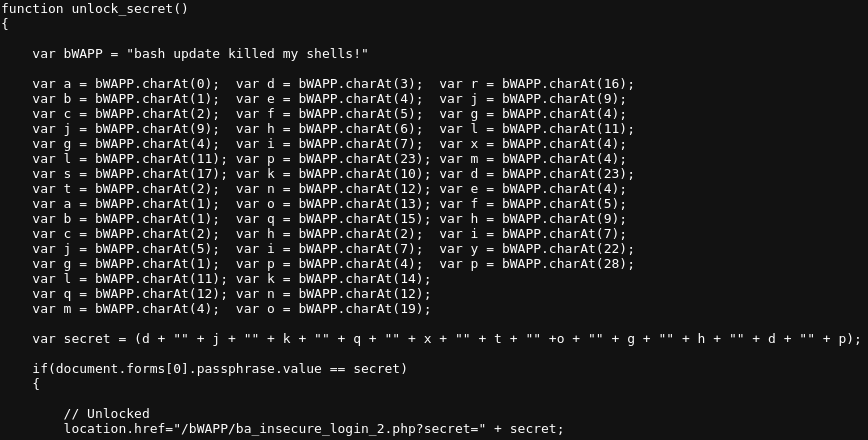 function unlock_secret()
{
var bWAPP = "bash update killed my shells!"
var a = bWAPP.charAt(0);  var d = bWAPP.charAt(3);  var r = bWAPP.charAt(16);
var b = bWAPP.charAt(1);  var e = bWAPP.charAt(4);  var j = bWAPP.charAt(9);
var c = bWAPP.charAt(2);  var f = bWAPP.charAt(5);  var g = bWAPP.charAt(4);
var j = bWAPP.charAt(9);  var h = bWAPP.charAt(6);  var l = bWAPP.charAt(11);
var g = bWAPP.charAt(4);  var i = bWAPP.charAt(7);  var x = bWAPP.charAt(4);
var l = bWAPP.charAt(11); var p = bWAPP.charAt(23); var m = bWAPP.charAt(4);
var s = bWAPP.charAt(17); var k = bWAPP.charAt(10); var d = bWAPP.charAt(23);
var t = bWAPP.charAt(2);  var n = bWAPP.charAt(12); var e = bWAPP.charAt(4);
var a = bWAPP.charAt(1);  var o = bWAPP.charAt(13); var f = bWAPP.charAt(5);
var b = bWAPP.charAt(1);  var q = bWAPP.charAt(15); var h = bWAPP.charAt(9);
var c = bWAPP.charAt(2);  var h = bWAPP.charAt(2);  var i = bWAPP.charAt(7);
var j = bWAPP.charAt(5);  var i = bWAPP.charAt(7);  var y = bWAPP.charAt(22);
var g = bWAPP.charAt(1);  var p = bWAPP.charAt(4);  var p = bWAPP.charAt(28);
var l = bWAPP.charAt(11); var k = bWAPP.charAt(14);
var q = bWAPP.charAt(12); var n = bWAPP.charAt(12);
var m = bWAPP.charAt(4);  var o = bWAPP.charAt(19);
var secret = (d + "" + j + "" + k + "" + q + "" + x + "" + t + "" +o + "" + g + "" + h + "" + d + "" + p);
if(document.forms[0].passphrase.value == secret)
{
// Unlocked
location.href="/bWAPP/ba_insecure_login_2.php?secret=" + secret;